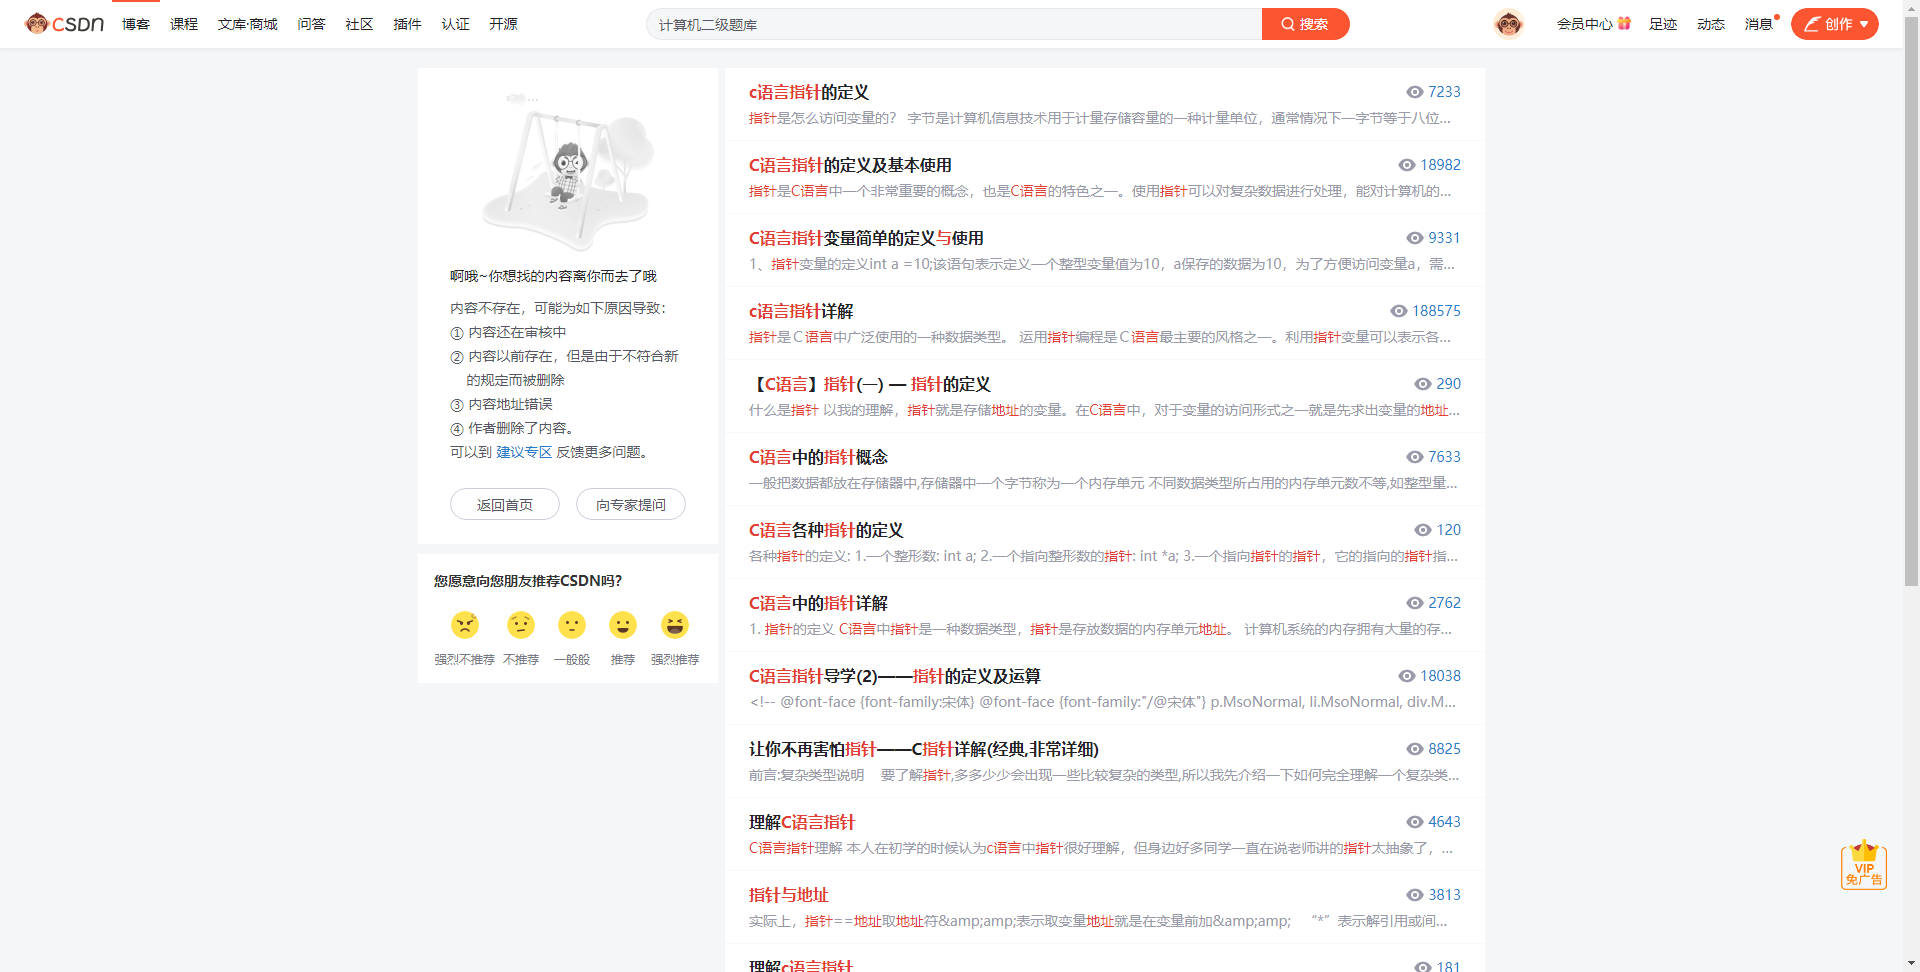 CSDN 博客 课程 文库·商城 问答 社区 插件 认证 开源 计算机二级题库 搜索 会员中心 足迹 动态 消息 创作
啊哦~你想找的内容离你而去了哦
内容不存在，可能为如下原因导致：
① 内容还在审核中
② 内容以前存在，但是由于不符合新
的规定而被删除
③ 内容地址错误
④ 作者删除了内容。
可以到 建议专区 反馈更多问题。
返回首页 向专家提问
您愿意向您朋友推荐CSDN吗?
强烈不推荐 不推荐 一般般 推荐 强烈推荐
c语言指针的定义 7233
指针是怎么访问变量的？ 字节是计算机信息技术用于计量存储容量的一种计量单位，通常情况下一字节等于八位...
C语言指针的定义及基本使用 18982
指针是C语言中一个非常重要的概念，也是C语言的特色之一。使用指针可以对复杂数据进行处理，能对计算机的...
C语言指针变量简单的定义与使用 9331
1、指针变量的定义int a =10;该语句表示定义一个整型变量值为10，a保存的数据为10，为了方便访问变量a，需...
c语言指针详解 188575
指针是Ｃ语言中广泛使用的一种数据类型。 运用指针编程是Ｃ语言最主要的风格之一。利用指针变量可以表示各...
【C语言】指针(一) — 指针的定义 290
什么是指针 以我的理解，指针就是存储地址的变量。在C语言中，对于变量的访问形式之一就是先求出变量的地址...
C语言中的指针概念 7633
一般把数据都放在存储器中,存储器中一个字节称为一个内存单元 不同数据类型所占用的内存单元数不等,如整型量...
C语言各种指针的定义 120
各种指针的定义: 1.一个整形数: int a; 2.一个指向整形数的指针: int *a; 3.一个指向指针的指针，它的指向的指针指...
C语言中的指针详解 2762
1. 指针的定义 C语言中指针是一种数据类型，指针是存放数据的内存单元地址。 计算机系统的内存拥有大量的存...
C语言指针导学(2)——指针的定义及运算 18038
<!-- @font-face {font-family:宋体} @font-face {font-family:"/@宋体"} p.MsoNormal, li.MsoNormal, div.M...
让你不再害怕指针——C指针详解(经典,非常详细) 8825
前言:复杂类型说明 要了解指针,多多少少会出现一些比较复杂的类型,所以我先介绍一下如何完全理解一个复杂类...
理解C语言指针 4643
C语言指针理解 本人在初学的时候认为c语言中指针很好理解，但身边好多同学一直在说老师讲的指针太抽象了，...
指针与地址 3813
实际上，指针==地址取地址符&amp;amp;表示取变量地址就是在变量前加&amp;amp; “*”表示解引用或间...
理解c语言指针 181
VIP
免广告